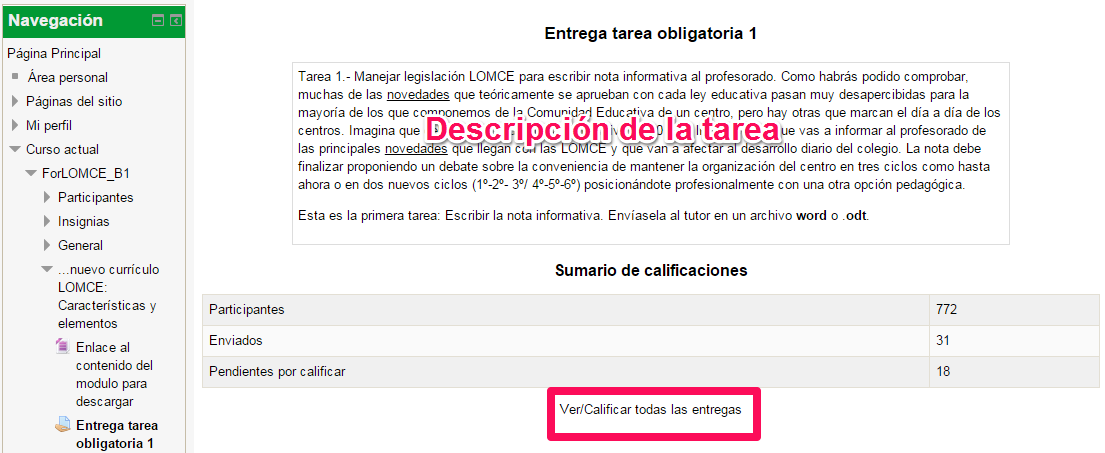 Navegación
Página Principal
Área personal
Páginas del sitio
Mi perfil
Curso actual
ForLOMCE_B1
Participantes
Insignias
General
...nuevo currículo
LOMCE:
Características y
elementos
Enlace al
contenido del
modulo para
descargar
Entrega tarea
obligatoria 1
Entrega tarea obligatoria 1
Tarea 1.- Manejar legislación LOMCE para escribir nota informativa al profesorado. Como habrás podido comprobar,
muchas de las novedades que teóricamente se aprueban con cada ley educativa pasan muy desapercibidas para la
mayoría de los que componemos de la Comunidad Educativa de un centro, pero hay otras que marcan el día a día de los
centros. Imagina que que vas a informar al profesorado de
Descripción de la tarea
las principales novedades que llegan con las LOMCE y que van a afectar al desarrollo diario del colegio. La nota debe
finalizar proponiendo un debate sobre la conveniencia de mantener la organización del centro en tres ciclos como hasta
ahora o en dos nuevos ciclos (1º-2º- 3º/ 4º-5º-6º) posicionándote profesionalmente con una otra opción pedagógica.
Esta es la primera tarea: Escribir la nota informativa. Envíasela al tutor en un archivo word o .odt.
Sumario de calificaciones
Participantes 772
Enviados 31
Pendientes por calificar 18
Ver/Calificar todas las entregas